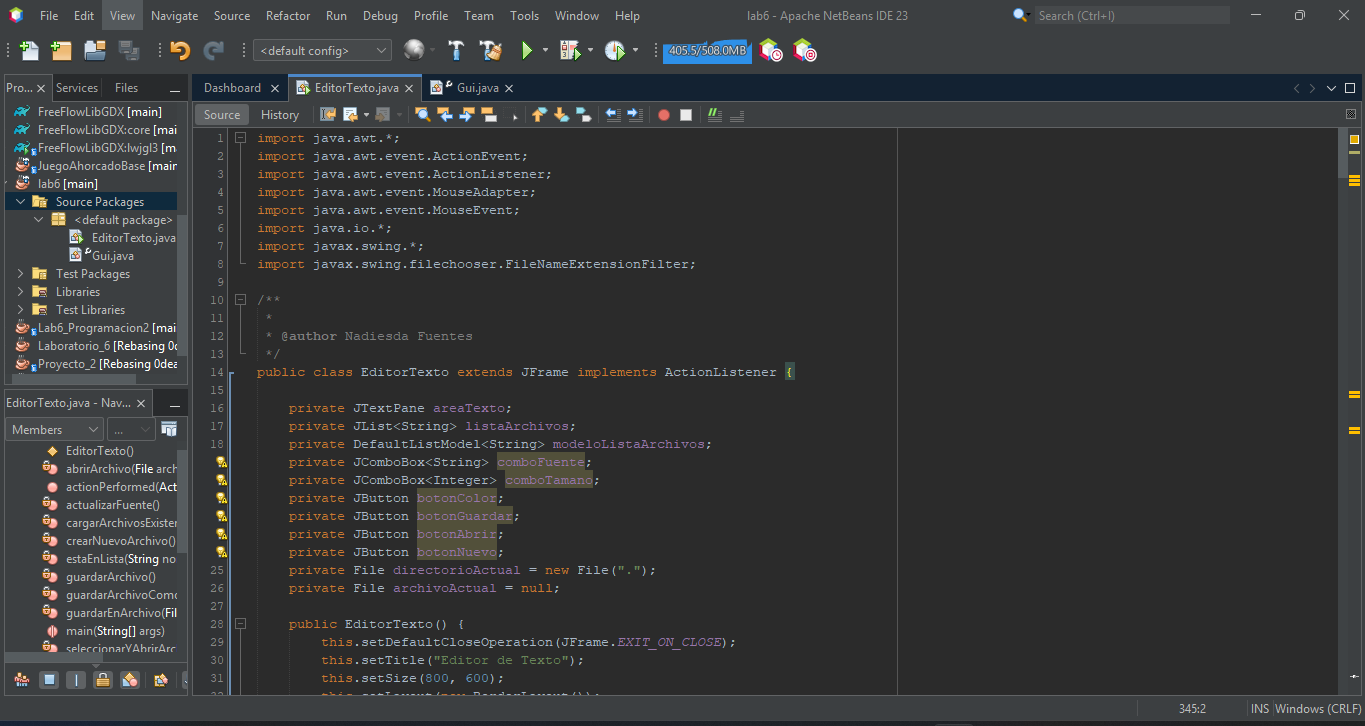 File Edit View Navigate Source Refactor Run Debug Profile Team Tools Window Help lab6 - Apache NetBeans IDE 23 Search (Ctrl+I)
<default config> 405.5/508.0MB
Pro... Services Files
FreeFlowLibGDX [main]
FreeFlowLibGDX:core [mai
FreeFlowLibGDX:lwjgl3 [m
JuegoAhorcadoBase [main
lab6 [main]
Source Packages
<default package>
EditorTexto.java
Gui.java
Test Packages
Libraries
Test Libraries
Lab6_Programacion2 [mai
Laboratorio_6 [Rebasing 0d
Proyecto_2 [Rebasing 0dea
EditorTexto.java - Nav...
Members ...
EditorTexto()
abrirArchivo(File arch
actionPerformed(Act
actualizarFuente()
cargarArchivosExister
crearNuevoArchivo()
estaEnLista(String no
guardarArchivo()
guardarArchivoComo
guardarEnArchivo(Fil
main(String[] args)
seleccionarYAbrirArc
Dashboard EditorTexto.java Gui.java
Source History
1 import java.awt.*;
2 import java.awt.event.ActionEvent;
3 import java.awt.event.ActionListener;
4 import java.awt.event.MouseAdapter;
5 import java.awt.event.MouseEvent;
6 import java.io.*;
7 import javax.swing.*;
8 import javax.swing.filechooser.FileNameExtensionFilter;
9
10 /**
11 *
12 * @author Nadiesda Fuentes
13 */
14 public class EditorTexto extends JFrame implements ActionListener {
15
16 private JTextPane areaTexto;
17 private JList<String> listaArchivos;
18 private DefaultListModel<String> modeloListaArchivos;
private JComboBox<String> comboFuente;
private JComboBox<Integer> comboTamano;
private JButton botonColor;
private JButton botonGuardar;
private JButton botonAbrir;
private JButton botonNuevo;
25 private File directorioActual = new File(".");
26 private File archivoActual = null;
27
28 public EditorTexto() {
29 this.setDefaultCloseOperation(JFrame.EXIT_ON_CLOSE);
30 this.setTitle("Editor de Texto");
31 this.setSize(800, 600);
32 this.setLayout(new BorderLayout());
345:2 INS Windows (CRLF)